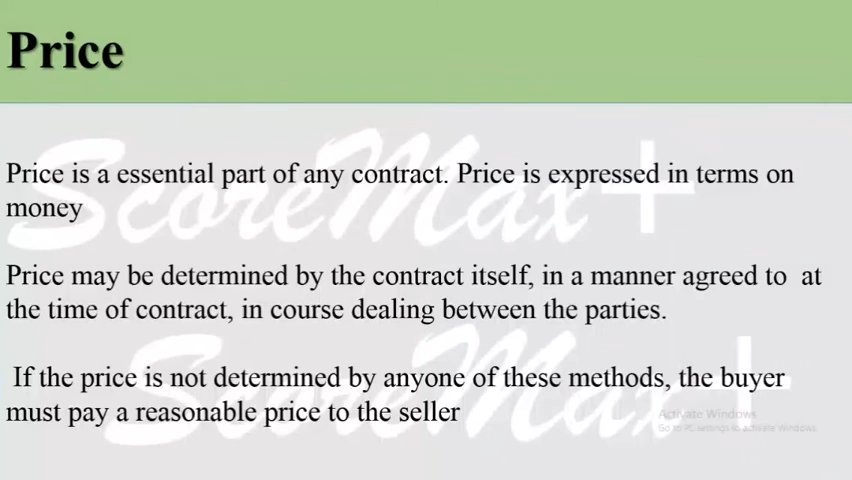 Price
Price is a essential part of any contract. Price is expressed in terms on
money
Price may be determined by the contract itself, in a manner agreed to at
the time of contract, in course dealing between the parties.
If the price is not determined by anyone of these methods, the buyer
must pay a reasonable price to the seller
ScoreMax+
ScoreMax+
Activate Windows
Go to PC settings to activate Windows.